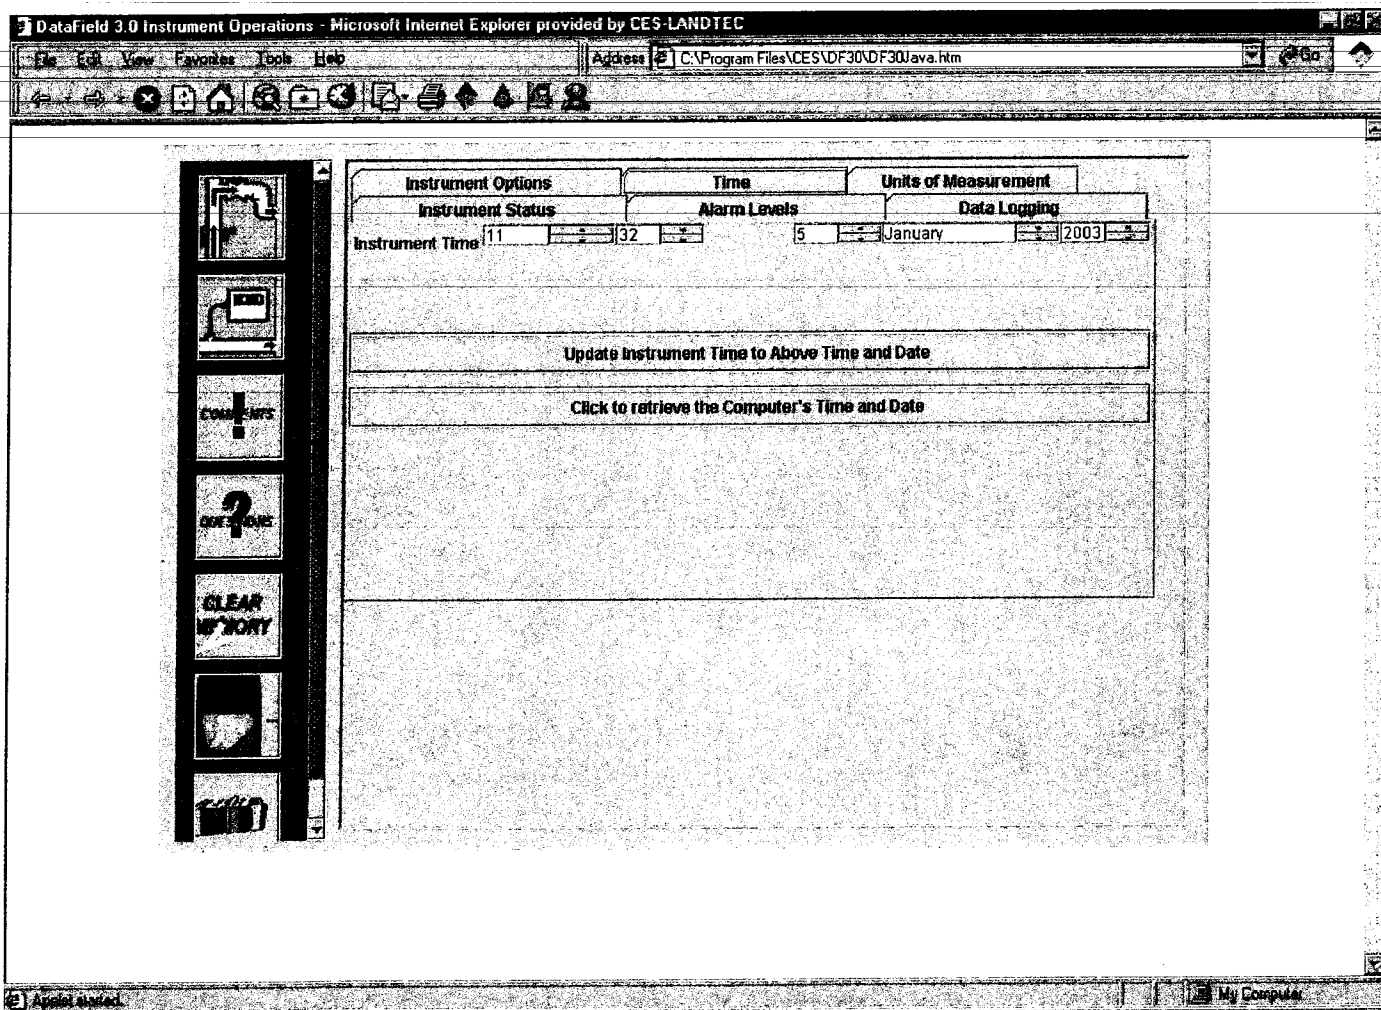 DataField 3.0 Instrument Operations - Microsoft Internet Explorer provided by CES-LANDTEC
File Edit View Favorites Tools Help
Address C:\Program Files\CES\DF30\DF30Java.htm Go
Instrument Options Time Units of Measurement
Instrument Status Alarm Levels Data Logging
Instrument Time 11 32 5 January 2003
Update Instrument Time to Above Time and Date
Click to retrieve the Computer's Time and Date
CLEAR
Applet started. My Computer